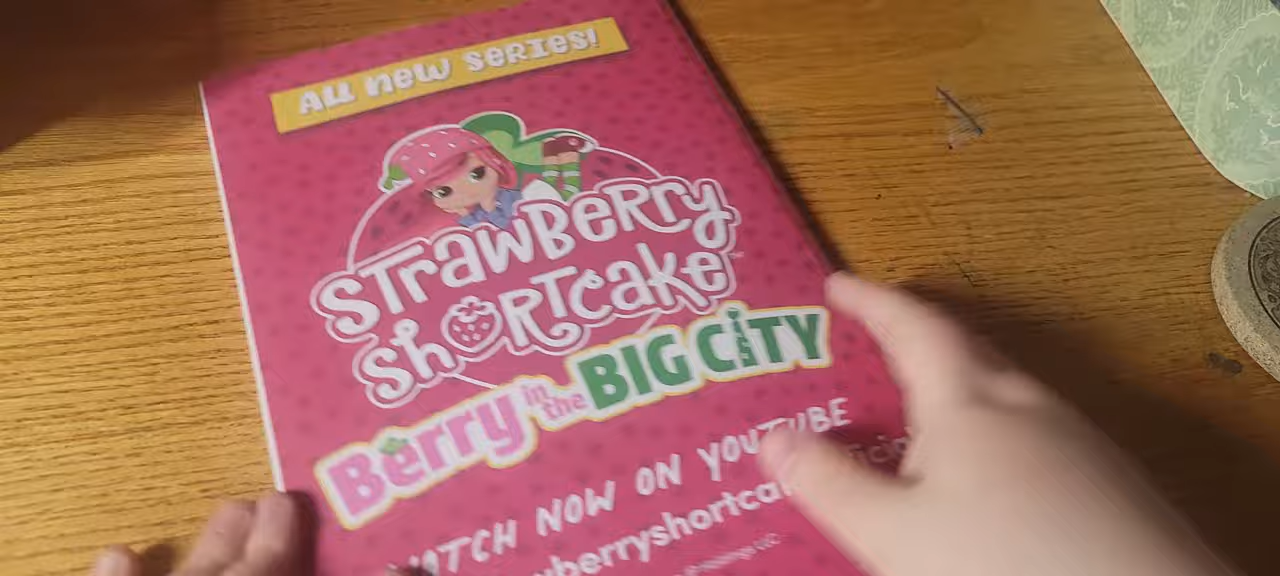 All new series!
Strawberry
Shortcake
Berry in the BIG CITY
WATCH NOW ON YOUTUBE